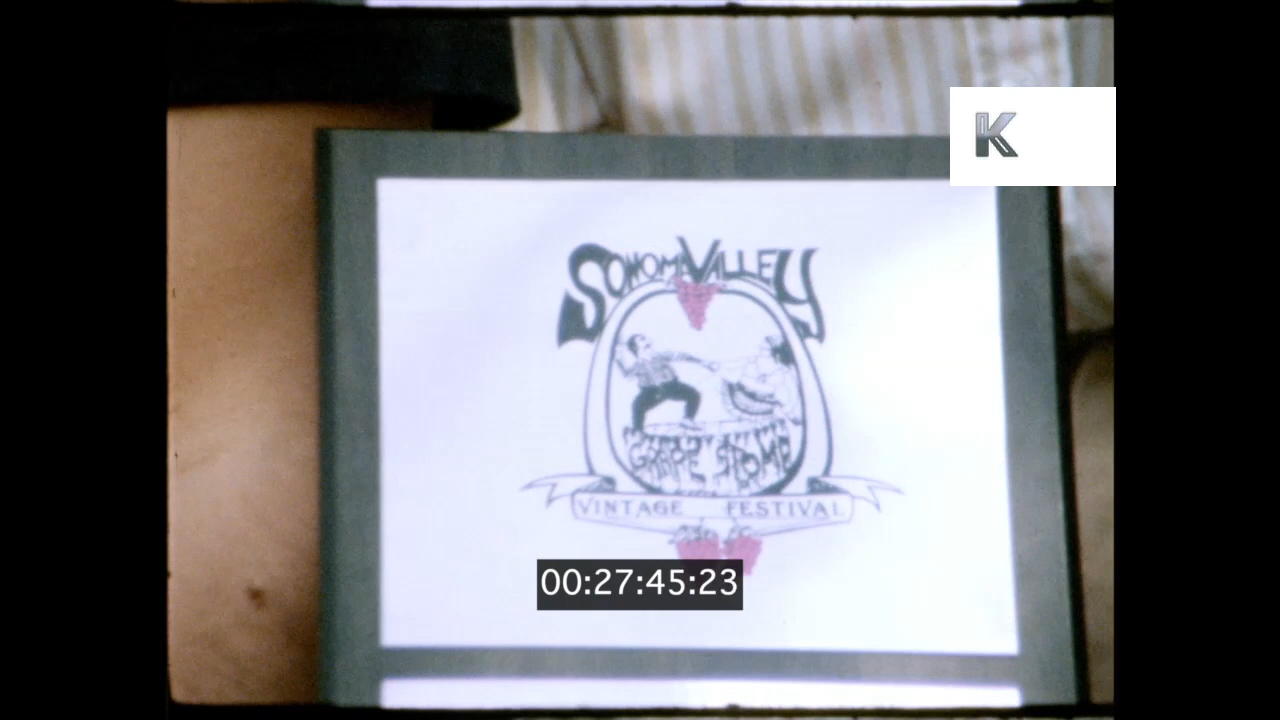 K
SONOMA VALLEY
GRAPE STOMP
VINTAGE FESTIVAL
00:27:45:23